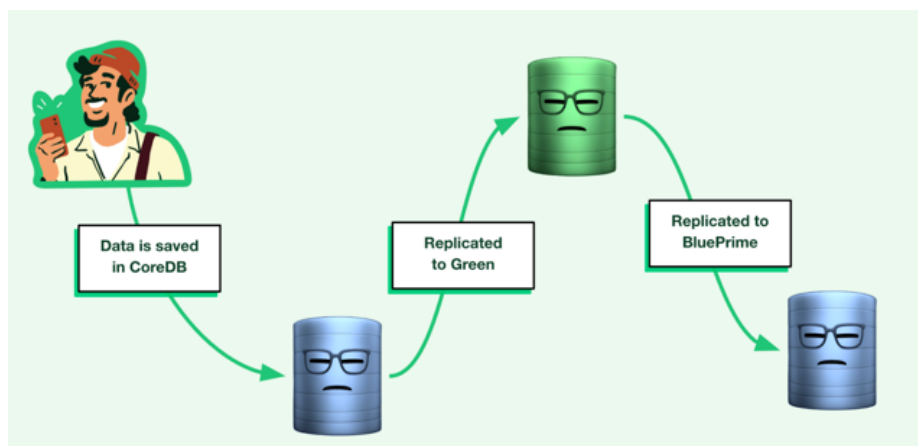 Data is saved
in CoreDB
Replicated
to Green
Replicated to
BluePrime